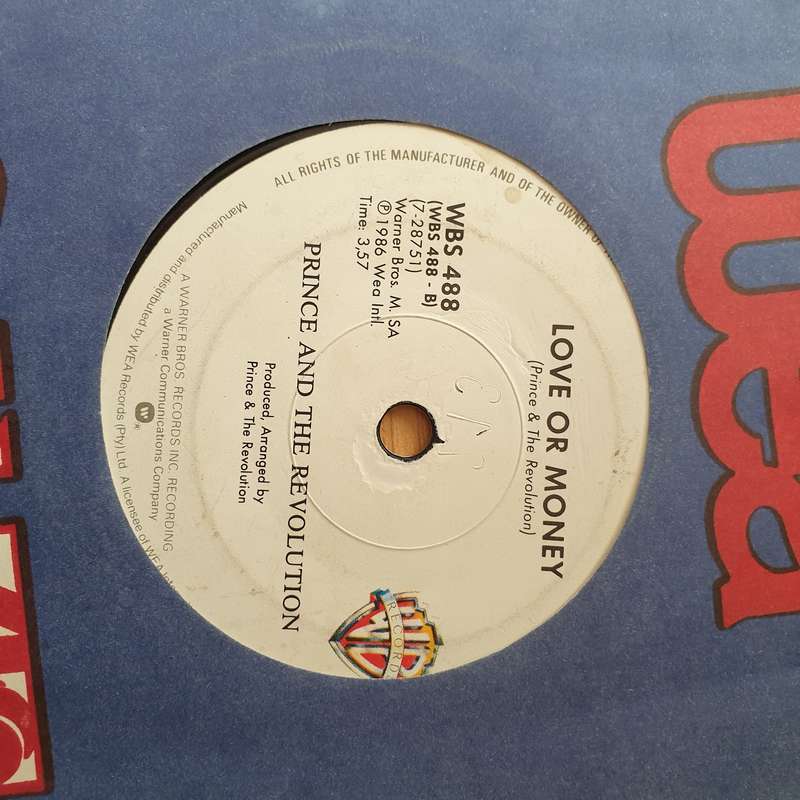 wea
LOVE OR MONEY
(Prince & The Revolution)
WBS 488
(WBS 488 - B)
(7-28751)
Warner Bros. M. SA
℗ 1986 Wea Intl.
Time: 3,57
RECORD
PRINCE AND THE REVOLUTION
Produced, Arranged by
Prince & The Revolution
A WARNER BROS. RECORDS INC. RECORDING
a Warner Communications Company
ALL RIGHTS OF THE MANUFACTURER AND OF THE OWNER
Manufactured and distributed by WEA Records (Pty) Ltd. A licensee of WEA